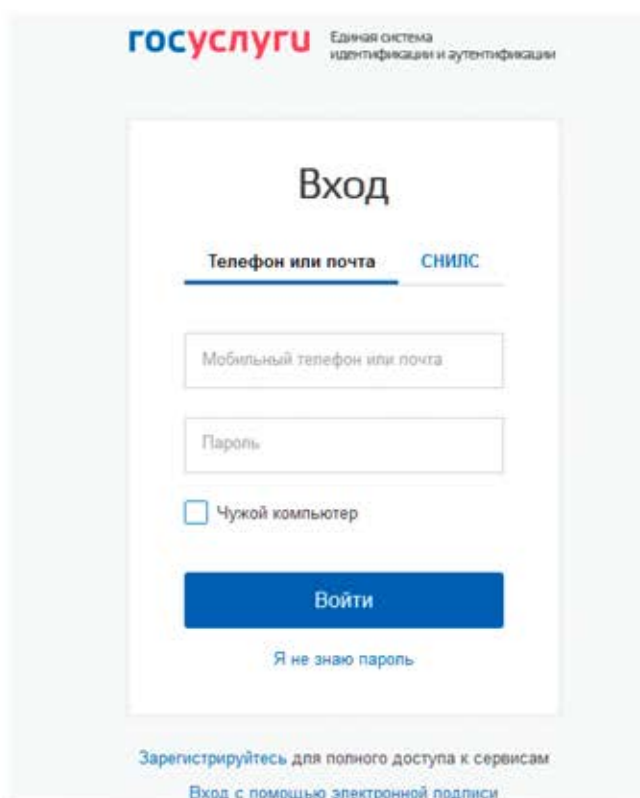 госуслуги Единая система
идентификации и аутентификации
Вход
Телефон или почта СНИЛС
Мобильный телефон или почта
Пароль
Чужой компьютер
Войти
Я не знаю пароль
Зарегистрируйтесь для полного доступа к сервисам
Вход с помощью электронной подписи